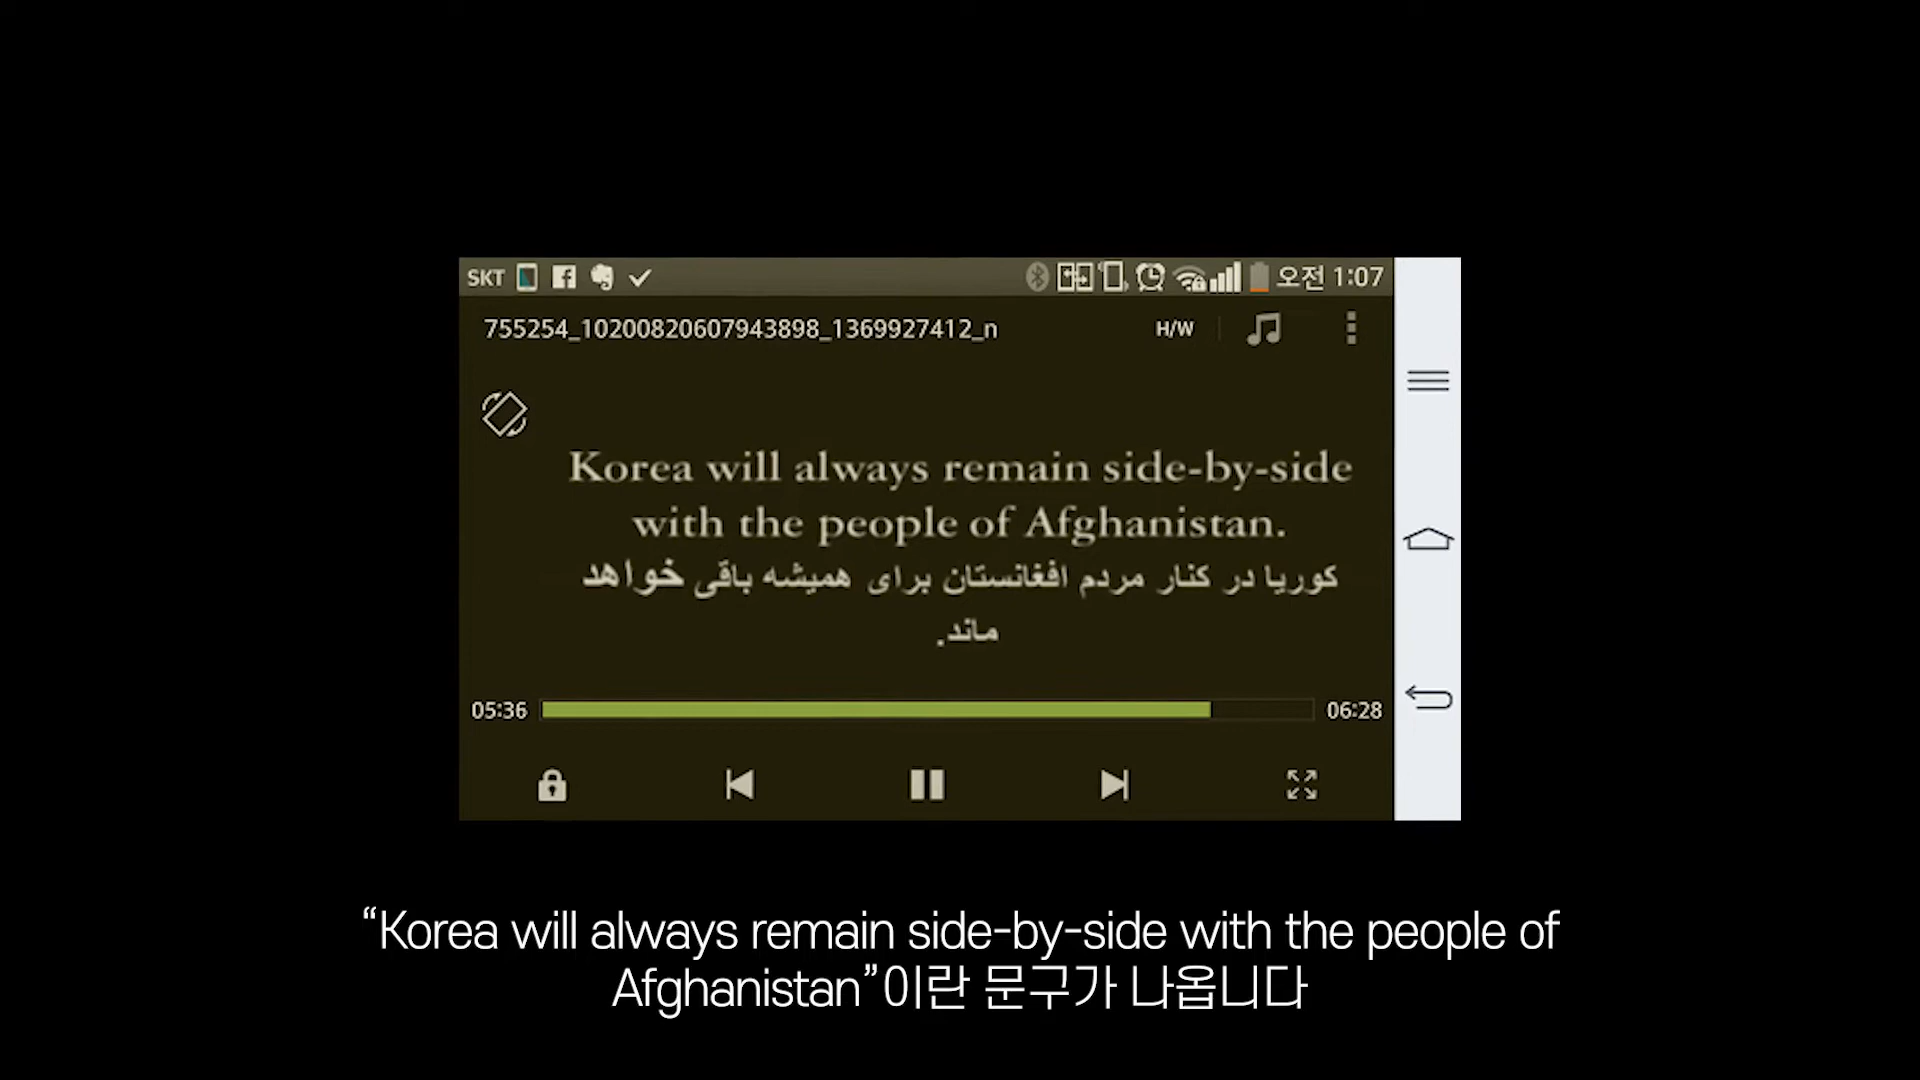 SKT 오전 1:07
755254_10200820607943898_1369927412_n H/W
Korea will always remain side-by-side
with the people of Afghanistan.
کوریا در کنار مردم افغانستان برای همیشه باقی خواهد
ماند.
05:36 06:28
“Korea will always remain side-by-side with the people of
Afghanistan”이란 문구가 나옵니다